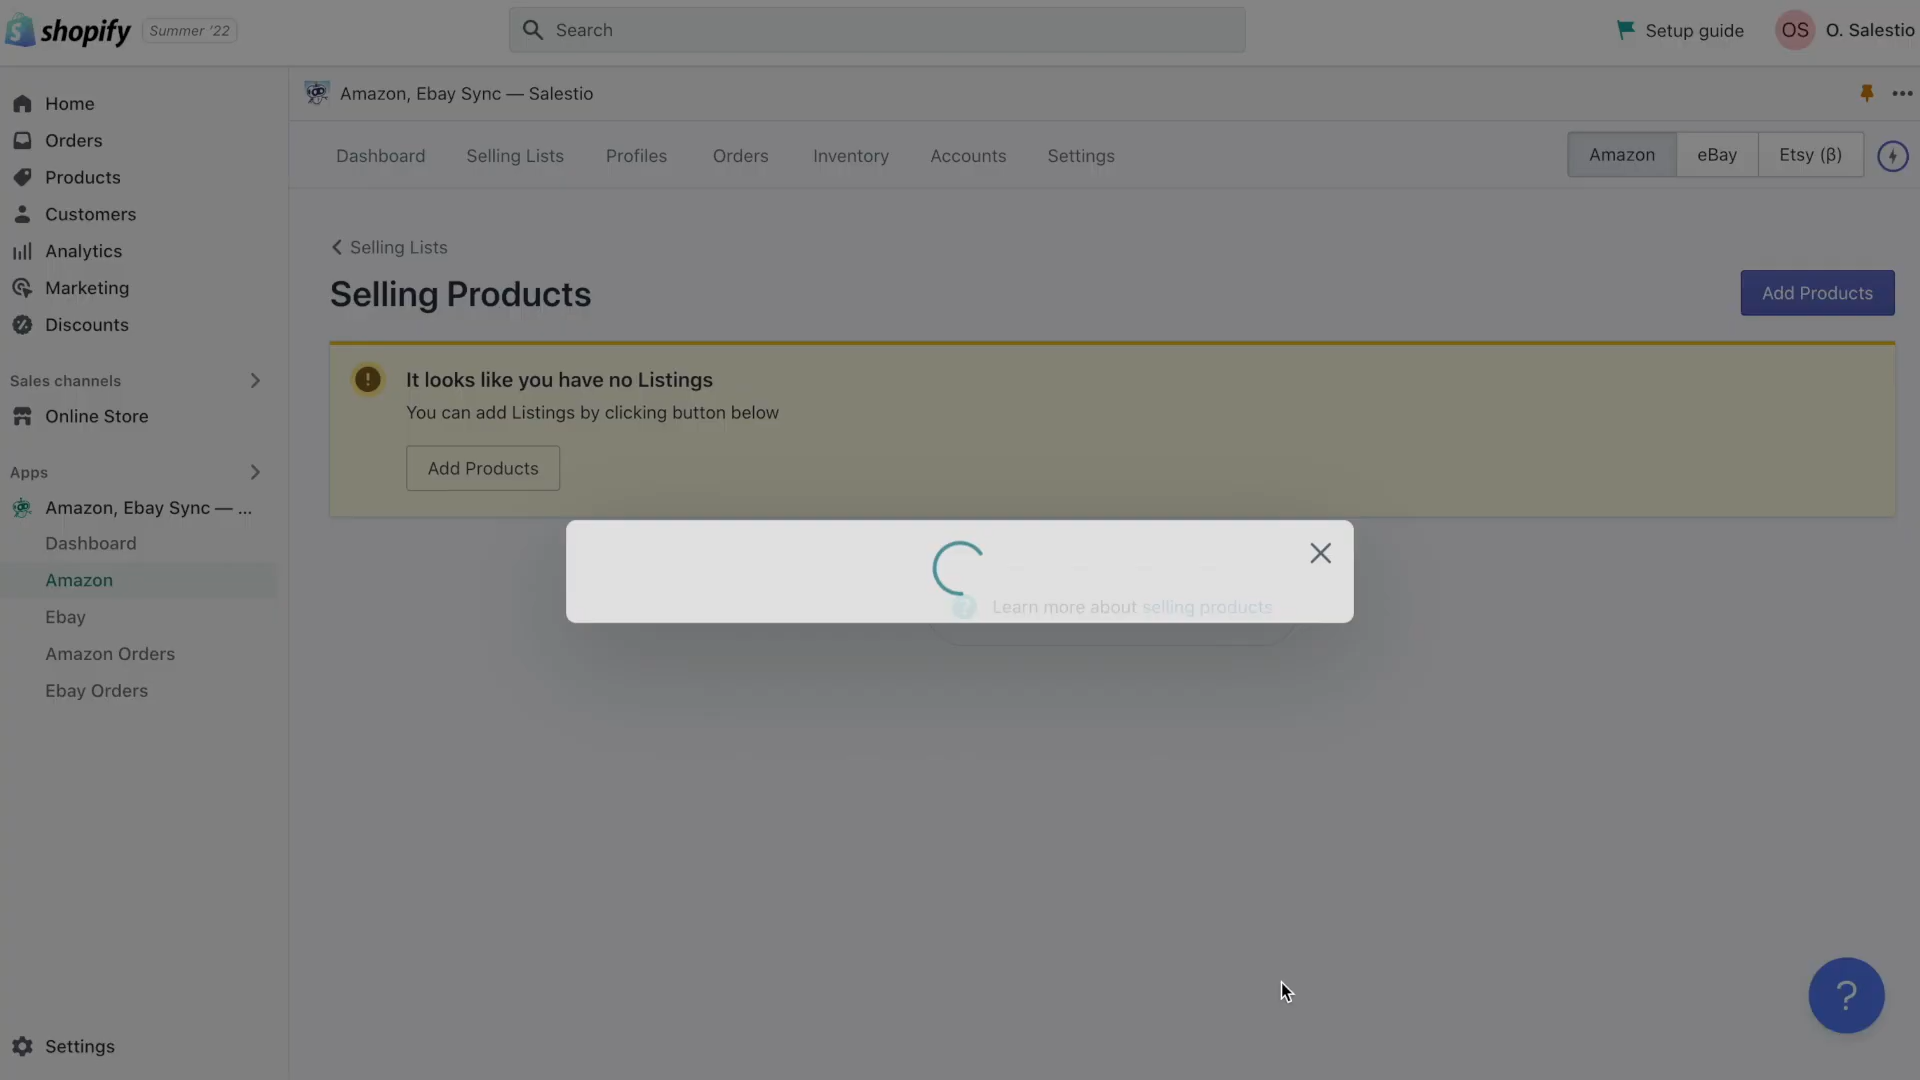 shopify
Summer '22
Search
Setup guide
OS
O. Salestio
Home
Orders
Products
Customers
Analytics
Marketing
Discounts
Sales channels
Online Store
Apps
Amazon, Ebay Sync — ...
Dashboard
Amazon
Ebay
Amazon Orders
Ebay Orders
Settings
Amazon, Ebay Sync — Salestio
Dashboard
Selling Lists
Profiles
Orders
Inventory
Accounts
Settings
Amazon
eBay
Etsy (β)
Selling Lists
Selling Products
Add Products
It looks like you have no Listings
You can add Listings by clicking button below
Add Products
Learn more about selling products
?